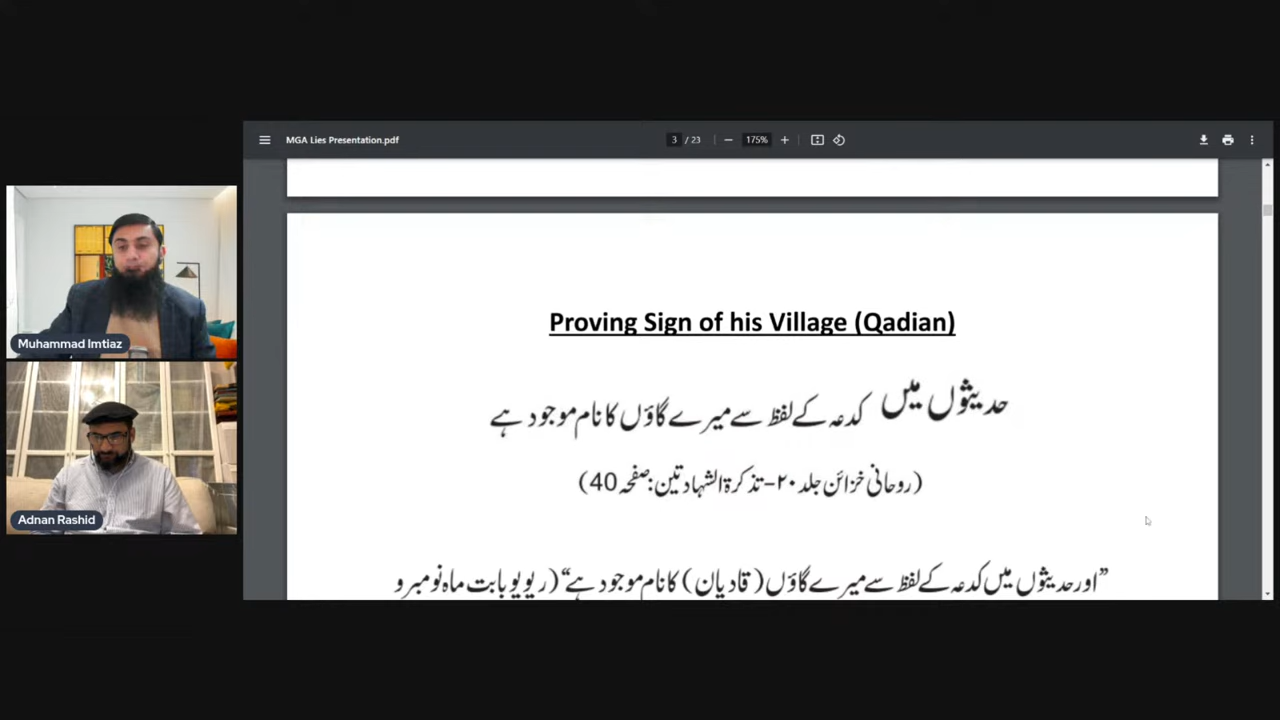 MGA Lies Presentation.pdf
3 / 23
175%
Proving Sign of his Village (Qadian)
حدیثوں میں کدعہ کے لفظ سے میرے گاؤں کا نام موجود ہے
(روحانی خزائن جلد ۲۰- تذکرۃ الشہادتین: صفحہ 40)
”اور حدیثوں میں کدعہ کے لفظ سے میرے گاؤں (قادیان) کا نام موجود ہے“ (ریویو بابت ماہ نومبر و
Muhammad Imtiaz
Adnan Rashid